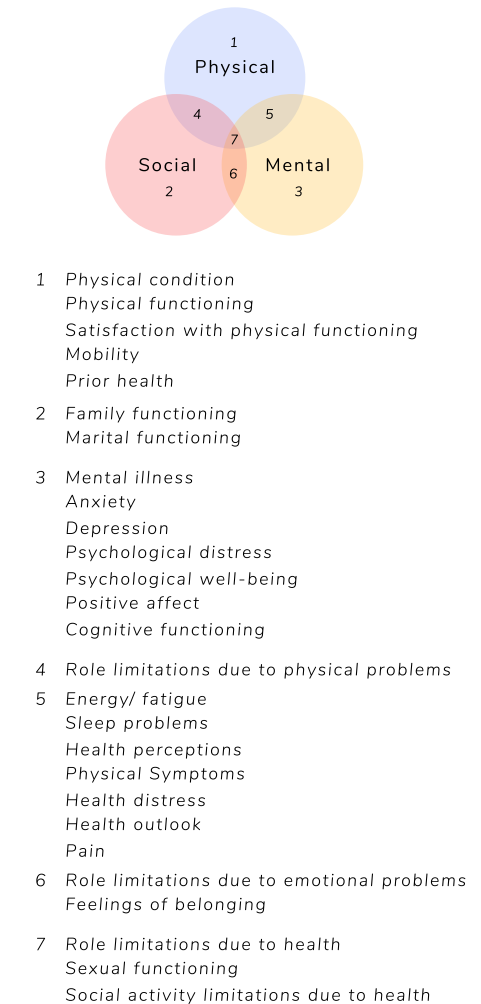 1
Physical
4
5
7
Social
Mental
6
2
3
1 Physical condition
Physical functioning
Satisfaction with physical functioning
Mobility
Prior health
2 Family functioning
Marital functioning
3 Mental illness
Anxiety
Depression
Psychological distress
Psychological well-being
Positive affect
Cognitive functioning
4 Role limitations due to physical problems
5 Energy/ fatigue
Sleep problems
Health perceptions
Physical Symptoms
Health distress
Health outlook
Pain
6 Role limitations due to emotional problems
Feelings of belonging
7 Role limitations due to health
Sexual functioning
Social activity limitations due to health